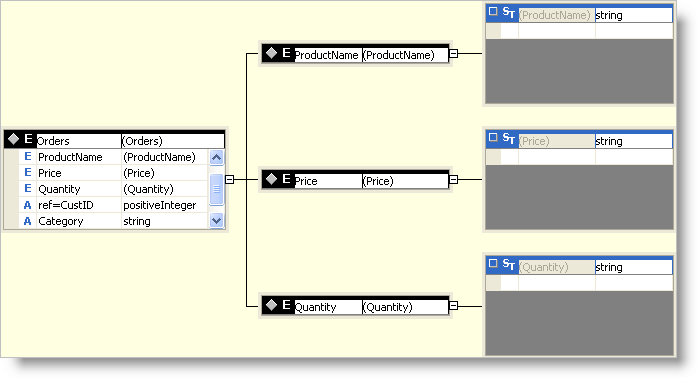 E Orders (Orders)
E ProductName (ProductName)
E Price (Price)
E Quantity (Quantity)
A ref=CustID positiveInteger
A Category string
E ProductName (ProductName)
ST (ProductName) string
E Price (Price)
ST (Price) string
E Quantity (Quantity)
ST (Quantity) string